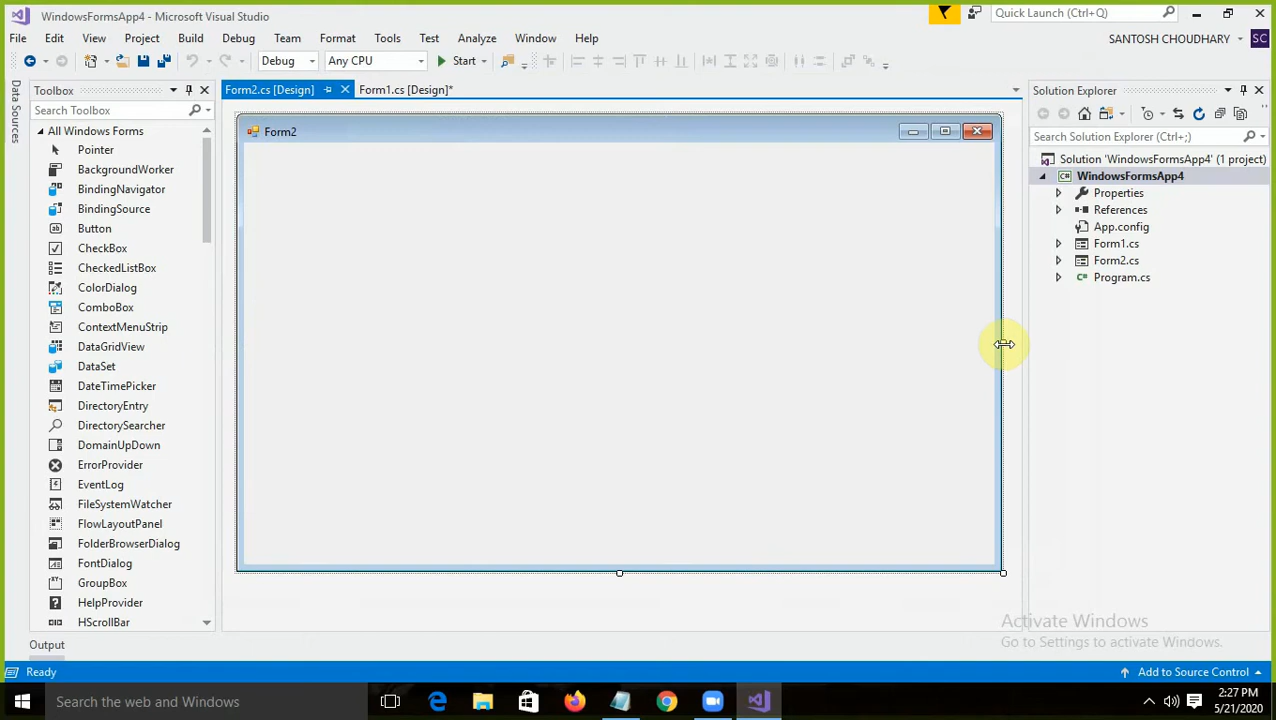 WindowsFormsApp4 - Microsoft Visual Studio
Quick Launch (Ctrl+Q)
File Edit View Project Build Debug Team Format Tools Test Analyze Window Help
SANTOSH CHOUDHARY SC
Debug Any CPU Start
Data Sources
Toolbox
Search Toolbox
All Windows Forms
Pointer
BackgroundWorker
BindingNavigator
BindingSource
Button
CheckBox
CheckedListBox
ColorDialog
ComboBox
ContextMenuStrip
DataGridView
DataSet
DateTimePicker
DirectoryEntry
DirectorySearcher
DomainUpDown
ErrorProvider
EventLog
FileSystemWatcher
FlowLayoutPanel
FolderBrowserDialog
FontDialog
GroupBox
HelpProvider
HScrollBar
Form2.cs [Design] Form1.cs [Design]*
Form2
Solution Explorer
Search Solution Explorer (Ctrl+;)
Solution 'WindowsFormsApp4' (1 project)
WindowsFormsApp4
Properties
References
App.config
Form1.cs
Form2.cs
Program.cs
Activate Windows
Go to Settings to activate Windows.
Output
Ready
Add to Source Control
Search the web and Windows
2:27 PM
5/21/2020